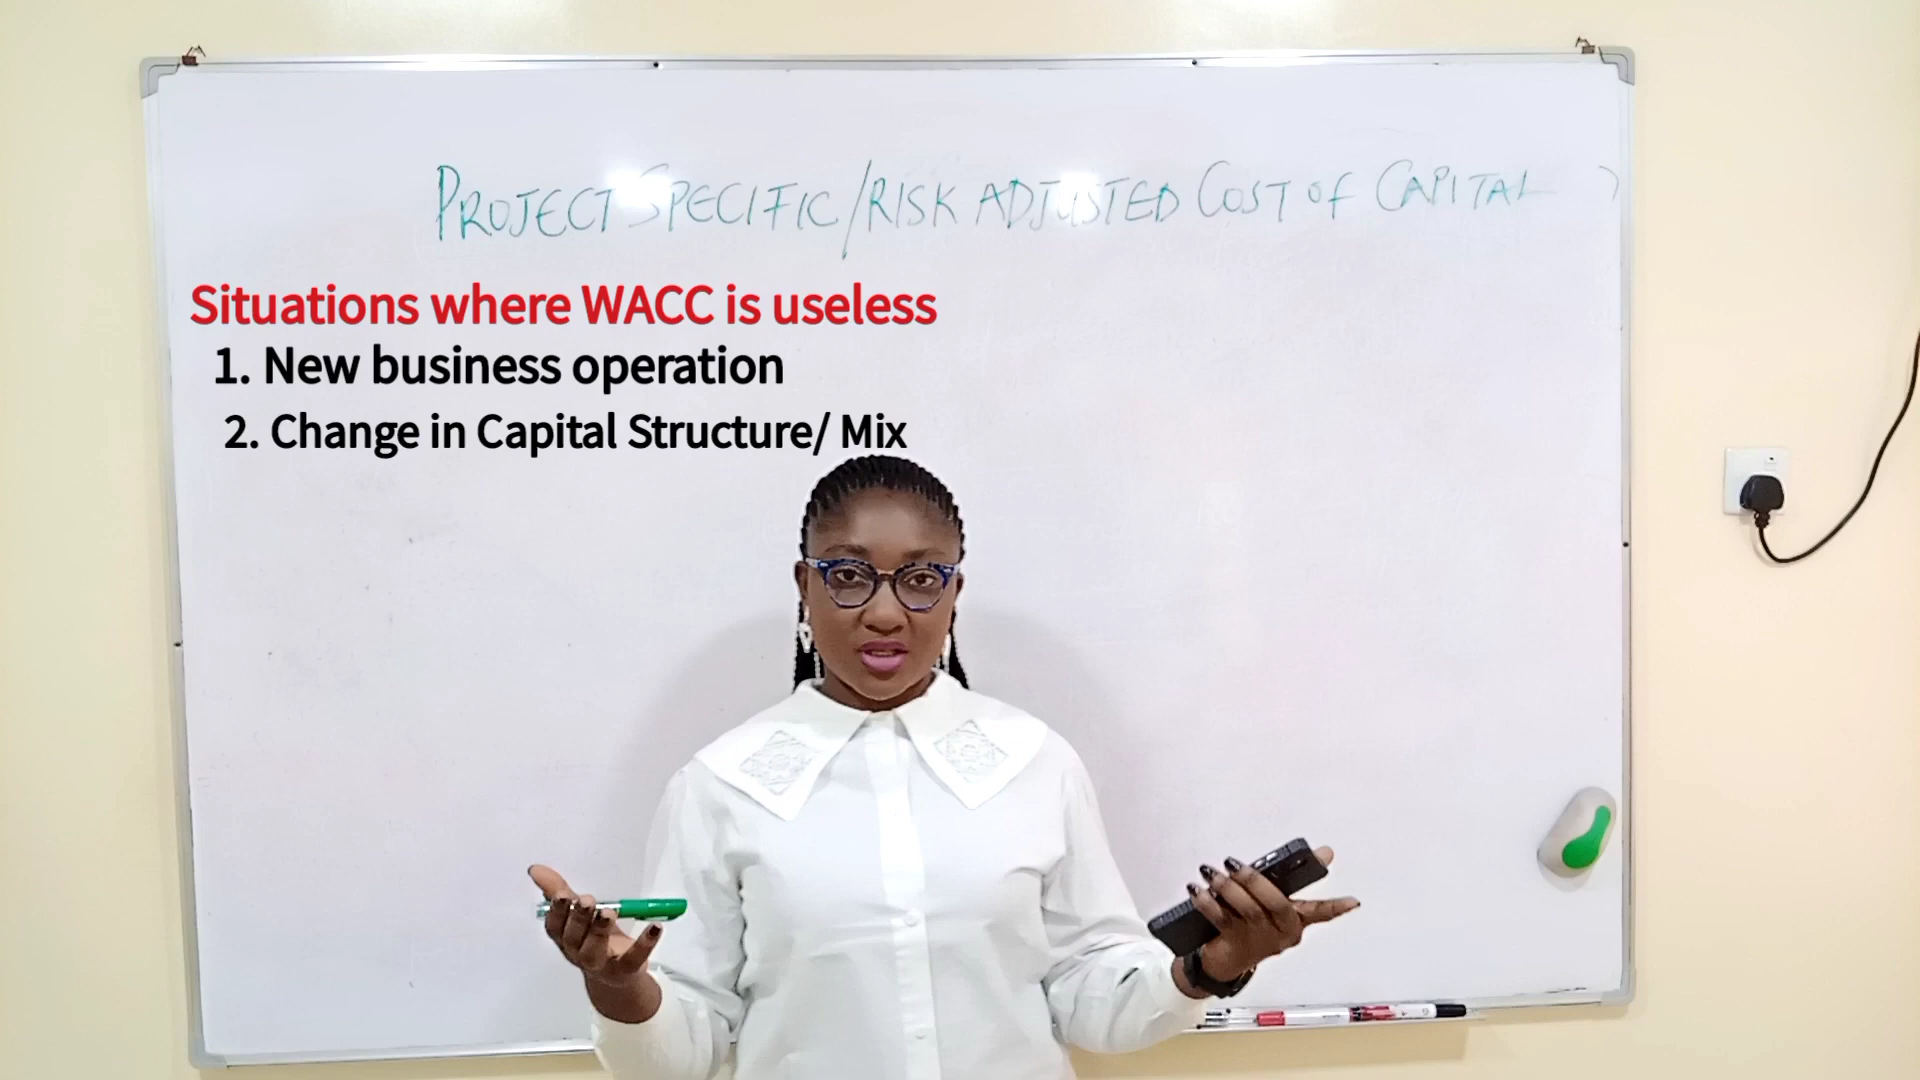 PROJECT SPECIFIC/RISK ADJUSTED COST OF CAPITAL
Situations where WACC is useless
1. New business operation
2. Change in Capital Structure/ Mix